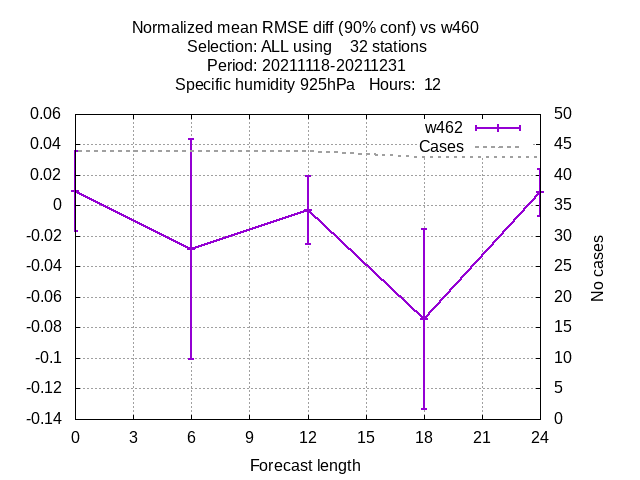 Normalized mean RMSE diff (90% conf) vs w460
Selection: ALL using    32 stations
Period: 20211118-20211231
Specific humidity 925hPa   Hours:  12
w462
Cases
0.06
0.04
0.02
0
-0.02
-0.04
-0.06
-0.08
-0.1
-0.12
-0.14
50
45
40
35
30
25
20
15
10
5
0
No cases
0 3 6 9 12 15 18 21 24
Forecast length